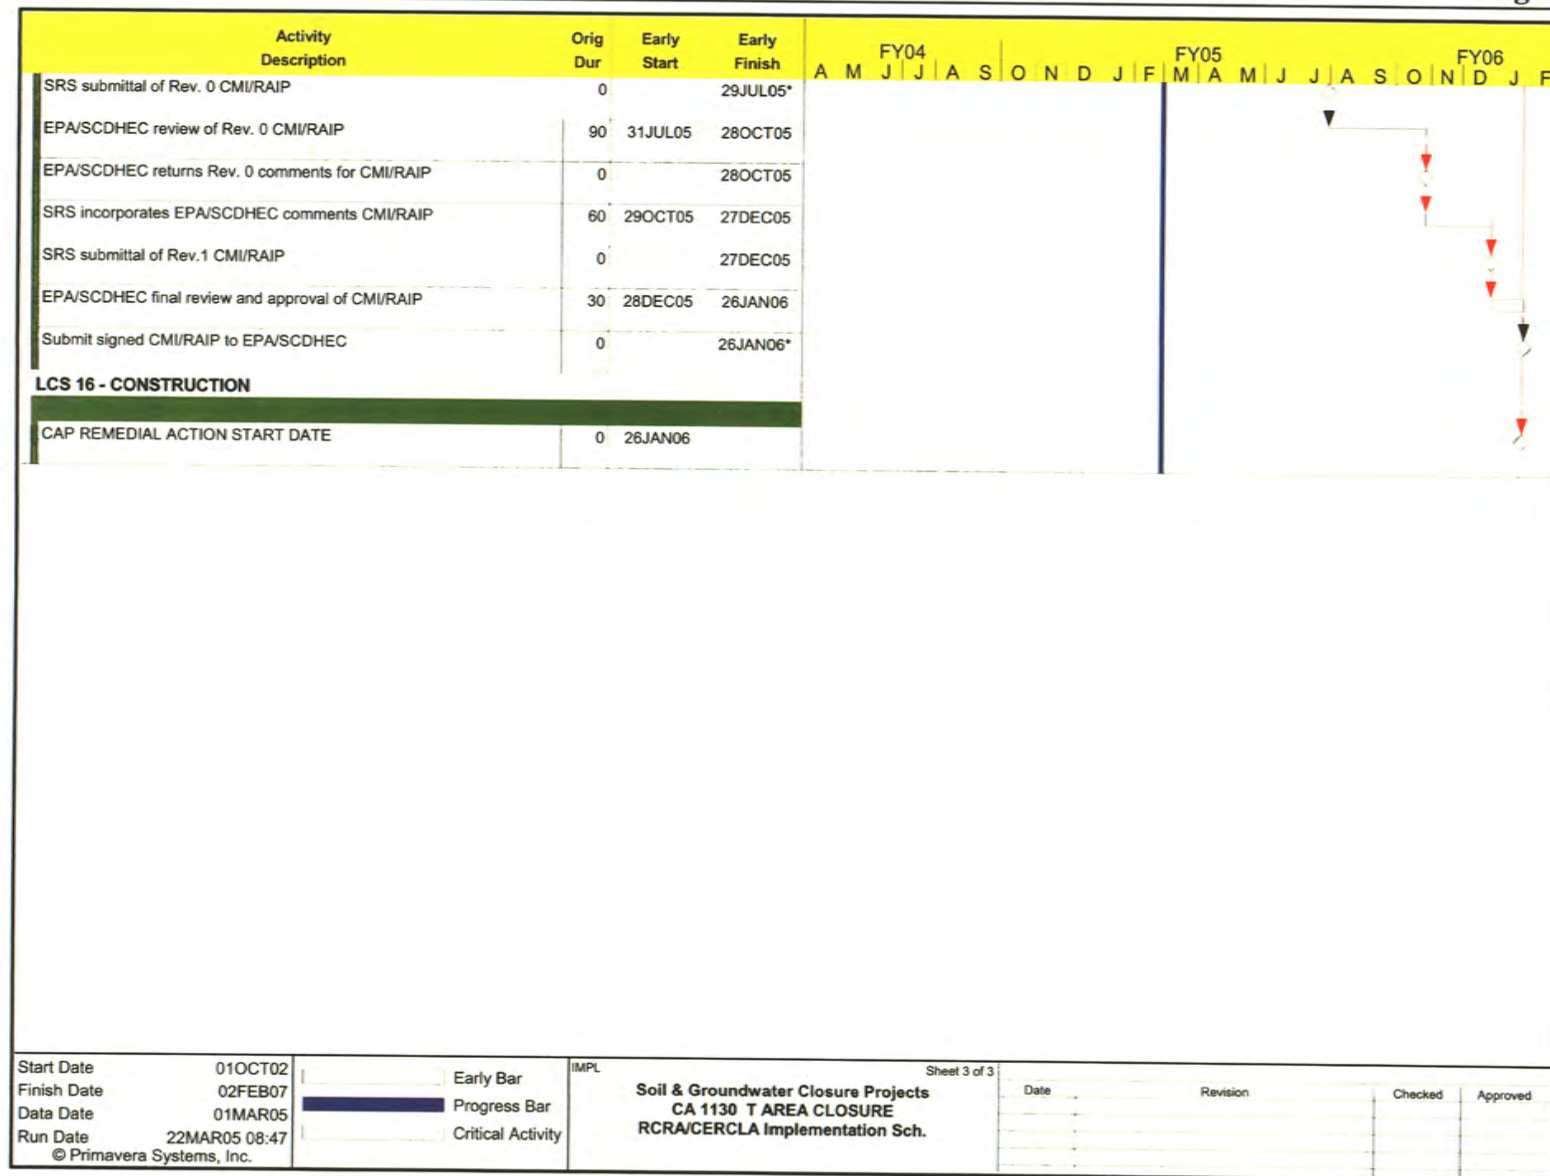 Activity Description Orig Dur Early Start Early Finish
FY04 FY05 FY06
A M J J A S O N D J F M A M J J A S O N D J F
SRS submittal of Rev. 0 CMI/RAIP 0 29JUL05*
EPA/SCDHEC review of Rev. 0 CMI/RAIP 90 31JUL05 28OCT05
EPA/SCDHEC returns Rev. 0 comments for CMI/RAIP 0 28OCT05
SRS incorporates EPA/SCDHEC comments CMI/RAIP 60 29OCT05 27DEC05
SRS submittal of Rev.1 CMI/RAIP 0 27DEC05
EPA/SCDHEC final review and approval of CMI/RAIP 30 28DEC05 26JAN06
Submit signed CMI/RAIP to EPA/SCDHEC 0 26JAN06*
LCS 16 - CONSTRUCTION
CAP REMEDIAL ACTION START DATE 0 26JAN06
Start Date 01OCT02
Finish Date 02FEB07
Data Date 01MAR05
Run Date 22MAR05 08:47
© Primavera Systems, Inc.
Early Bar
Progress Bar
Critical Activity
IMPL Sheet 3 of 3
Soil & Groundwater Closure Projects
CA 1130 T AREA CLOSURE
RCRA/CERCLA Implementation Sch.
Date Revision Checked Approved